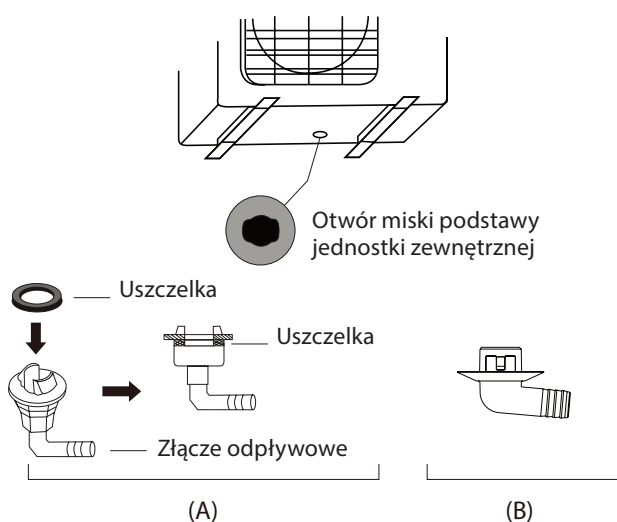 Otwór miski podstawy
jednostki zewnętrznej
Uszczelka
Uszczelka
Złącze odpływowe
(A)
(B)